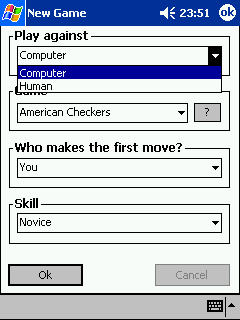 New Game 23:51 ok
Play against
Computer
Computer
Human
American Checkers ?
Who makes the first move?
You
Skill
Novice
Ok Cancel